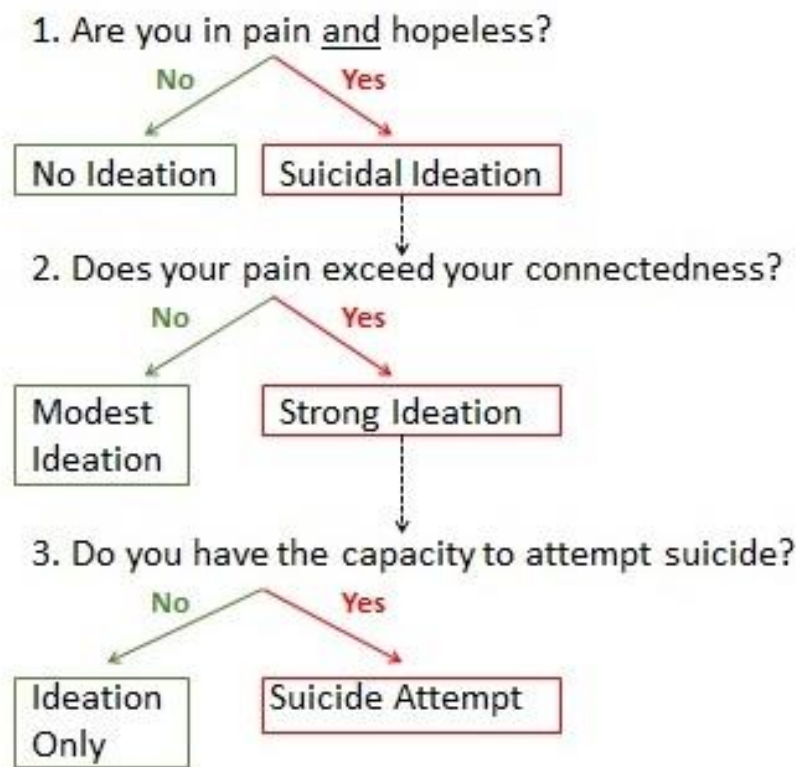 1. Are you in pain and hopeless?
No Yes
No Ideation Suicidal Ideation
2. Does your pain exceed your connectedness?
No Yes
Modest Strong Ideation
Ideation
3. Do you have the capacity to attempt suicide?
No Yes
Ideation Suicide Attempt
Only